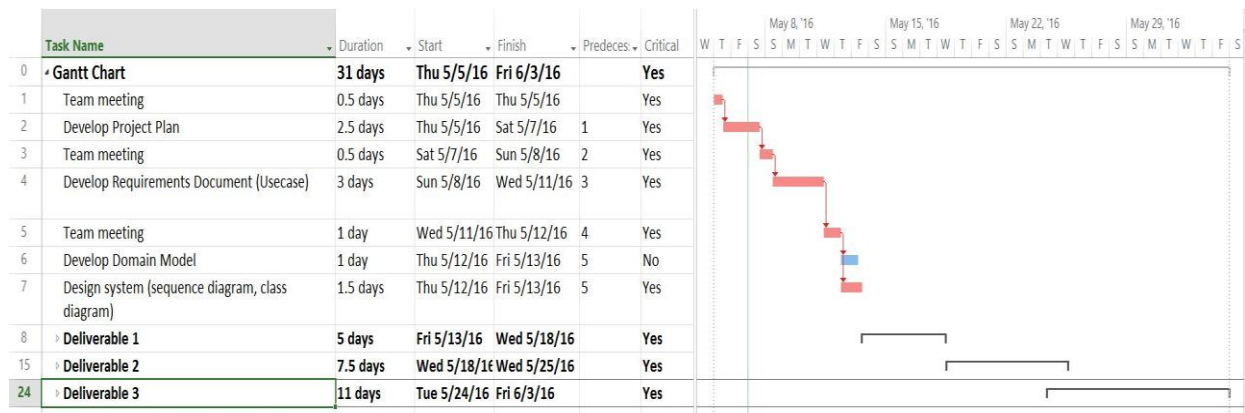 May 8, '16 May 15, '16 May 22, '16 May 29, '16
Task Name Duration Start Finish Predeces Critical W T F S S M T W T F S S M T W T F S S M T W T F S S M T W T F S
0 Gantt Chart 31 days Thu 5/5/16 Fri 6/3/16 Yes
1 Team meeting 0.5 days Thu 5/5/16 Thu 5/5/16 Yes
2 Develop Project Plan 2.5 days Thu 5/5/16 Sat 5/7/16 1 Yes
3 Team meeting 0.5 days Sat 5/7/16 Sun 5/8/16 2 Yes
4 Develop Requirements Document (Usecase) 3 days Sun 5/8/16 Wed 5/11/16 3 Yes
5 Team meeting 1 day Wed 5/11/16 Thu 5/12/16 4 Yes
6 Develop Domain Model 1 day Thu 5/12/16 Fri 5/13/16 5 No
7 Design system (sequence diagram, class 1.5 days Thu 5/12/16 Fri 5/13/16 5 Yes
diagram)
8 Deliverable 1 5 days Fri 5/13/16 Wed 5/18/16 Yes
15 Deliverable 2 7.5 days Wed 5/18/16 Wed 5/25/16 Yes
24 Deliverable 3 11 days Tue 5/24/16 Fri 6/3/16 Yes